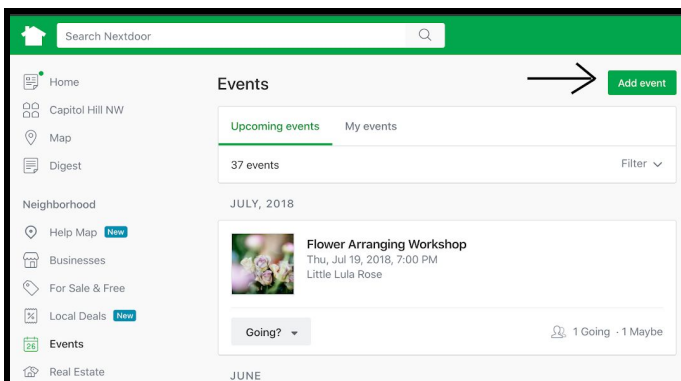 Search Nextdoor
Home
Capitol Hill NW
Map
Digest
Neighborhood
Help Map New
Businesses
For Sale & Free
Local Deals New
26
Events
Real Estate
Events
Add event
Upcoming events My events
37 events Filter
JULY, 2018
Flower Arranging Workshop
Thu, Jul 19, 2018, 7:00 PM
Little Lula Rose
Going? 1 Going · 1 Maybe
JUNE